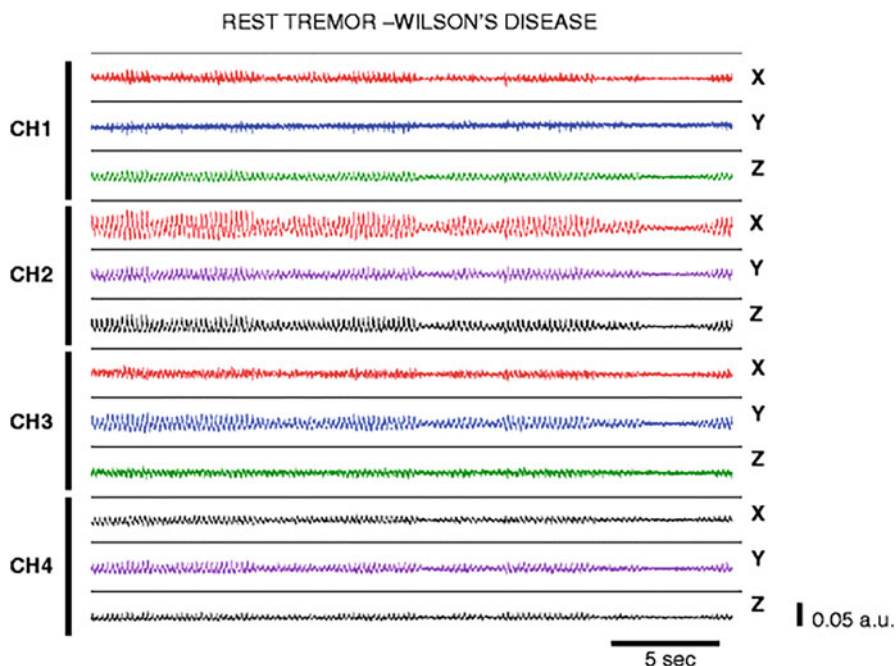 REST TREMOR –WILSON'S DISEASE
CH1
X
Y
Z
CH2
X
Y
Z
CH3
X
Y
Z
CH4
X
Y
Z
0.05 a.u.
5 sec